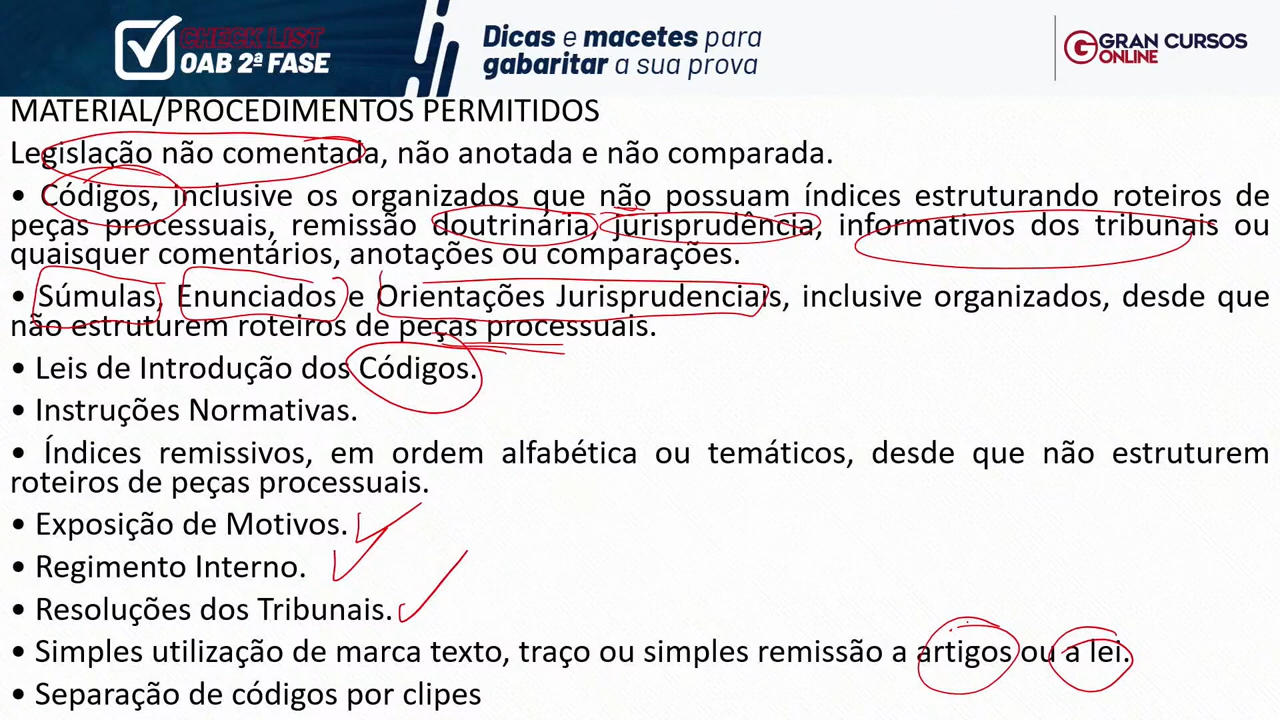 CHECK LIST
OAB 2ª FASE
Dicas e macetes para
gabaritar a sua prova
GRAN CURSOS
ONLINE
MATERIAL/PROCEDIMENTOS PERMITIDOS
Legislação não comentada, não anotada e não comparada.
• Códigos, inclusive os organizados que não possuam índices estruturando roteiros de
peças processuais, remissão doutrinária, jurisprudência, informativos dos tribunais ou
quaisquer comentários, anotações ou comparações.
• Súmulas, Enunciados e Orientações Jurisprudenciais, inclusive organizados, desde que
não estruturem roteiros de peças processuais.
• Leis de Introdução dos Códigos.
• Instruções Normativas.
• Índices remissivos, em ordem alfabética ou temáticos, desde que não estruturem
roteiros de peças processuais.
• Exposição de Motivos.
• Regimento Interno.
• Resoluções dos Tribunais.
• Simples utilização de marca texto, traço ou simples remissão a artigos ou a lei.
• Separação de códigos por clipes